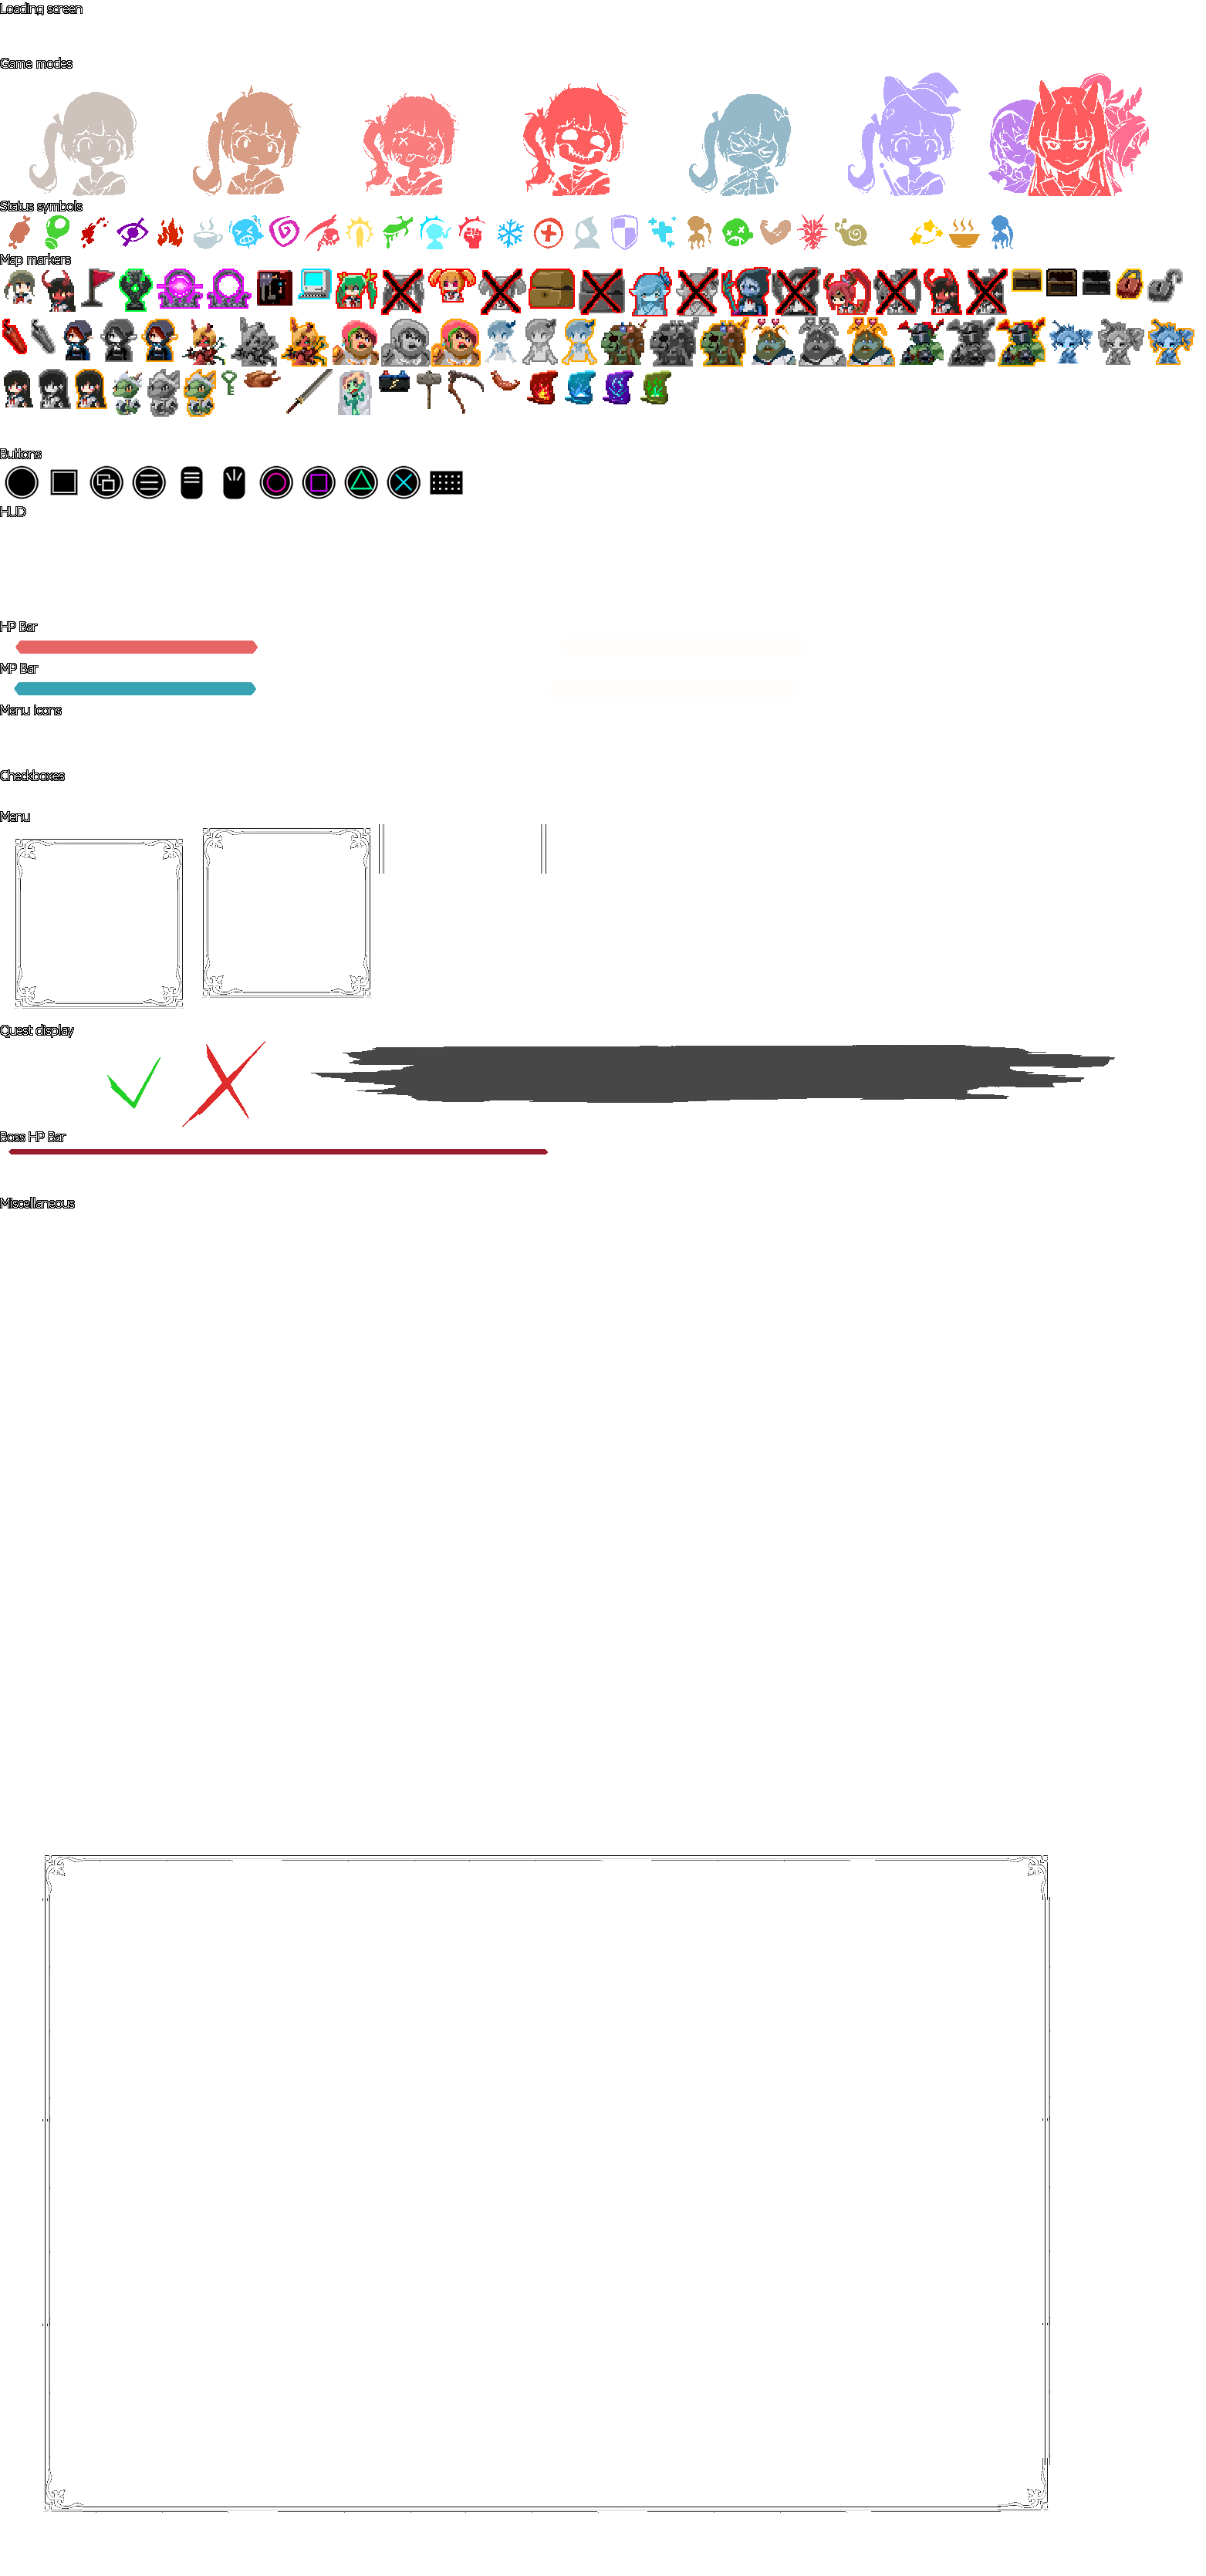 Loading screen
Game modes
Status symbols
Map markers
Buttons
HUD
HP Bar
MP Bar
Menu icons
Checkboxes
Menu
Quest display
Boss HP Bar
Miscellaneous